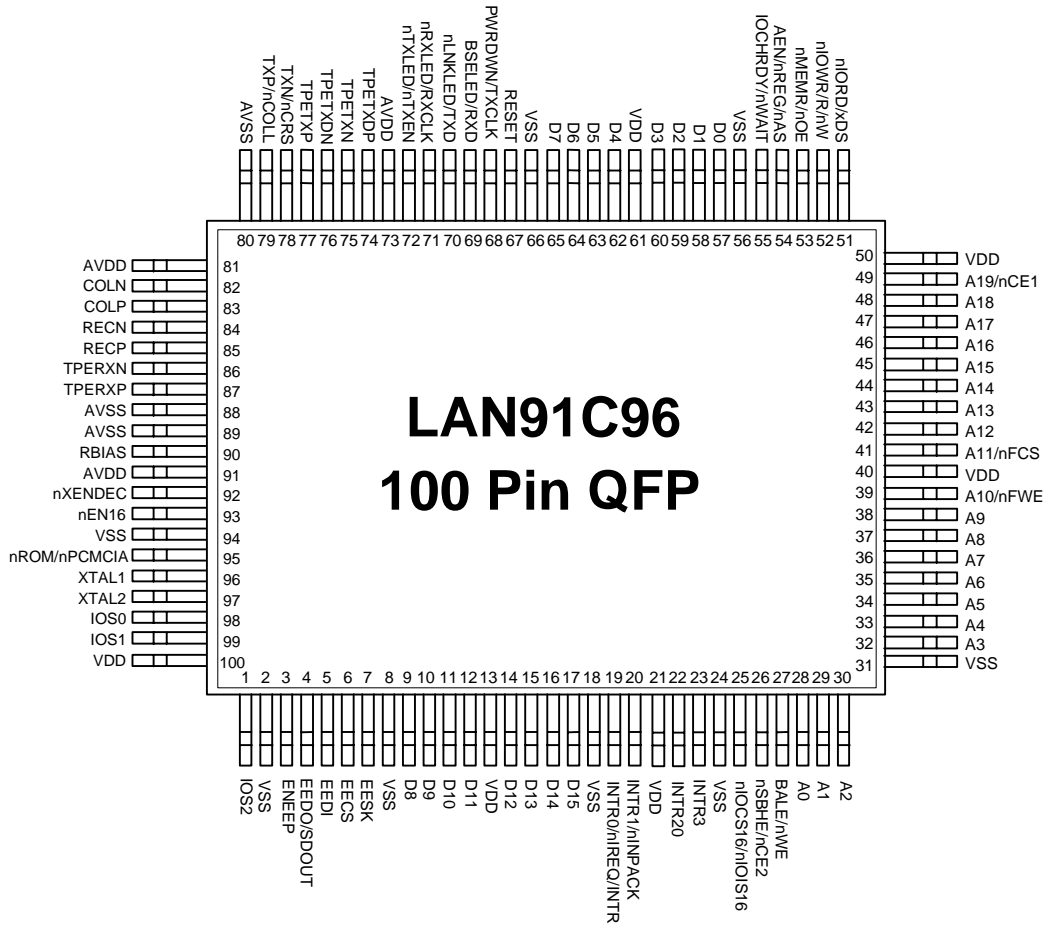 AVSS
TXP/nCOLL
TXN/nCRS
TPETXP
TPETXDN
TPETXN
TPETXDP
AVDD
nTXLED/nTXEN
nRXLED/RXCLK
nLNKLED/TXD
BSELED/RXD
PWRDWN/TXCLK
RESET
VSS
D7
D6
D5
D4
VDD
D3
D2
D1
D0
VSS
IOCHRDY/nWAIT
AEN/nREG/nAS
nMEMR/nOE
nIOWR/R/nW
nIORD/xDS
80 79 78 77 76 75 74 73 72 71 70 69 68 67 66 65 64 63 62 61 60 59 58 57 56 55 54 53 52 51
AVDD 81
COLN 82
COLP 83
RECN 84
RECP 85
TPERXN 86
TPERXP 87
AVSS 88
AVSS 89
RBIAS 90
AVDD 91
nXENDEC 92
nEN16 93
VSS 94
nROM/nPCMCIA 95
XTAL1 96
XTAL2 97
IOS0 98
IOS1 99
VDD 100
LAN91C96
100 Pin QFP
50 VDD
49 A19/nCE1
48 A18
47 A17
46 A16
45 A15
44 A14
43 A13
42 A12
41 A11/nFCS
40 VDD
39 A10/nFWE
38 A9
37 A8
36 A7
35 A6
34 A5
33 A4
32 A3
31 VSS
1 2 3 4 5 6 7 8 9 10 11 12 13 14 15 16 17 18 19 20 21 22 23 24 25 26 27 28 29 30
IOS2
VSS
ENEEP
EEDO/SDOUT
EEDI
EECS
EESK
VSS
D8
D9
D10
D11
VDD
D12
D13
D14
D15
VSS
INTR0/nIREQ/INTR
INTR1/nINPACK
VDD
INTR20
INTR3
VSS
nIOCS16/nIOIS16
nSBHE/nCE2
BALE/nWE
A0
A1
A2